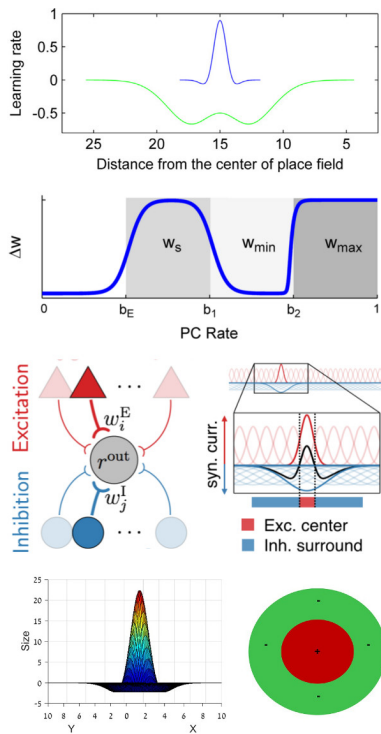 1
0.5
0
-0.5
Learning rate
25 20 15 10 5
Distance from the center of place field
Δw
w_s w_min w_max
0 b_E b_1 b_2 1
PC Rate
Excitation
w_i^E
r^out
w_j^I
Inhibition
syn. curr.
Exc. center
Inh. surround
25
20
15
10
5
0
-5
Size
10 8 6 4 2 0 2 4 6 8 10
Y X
- - + - -